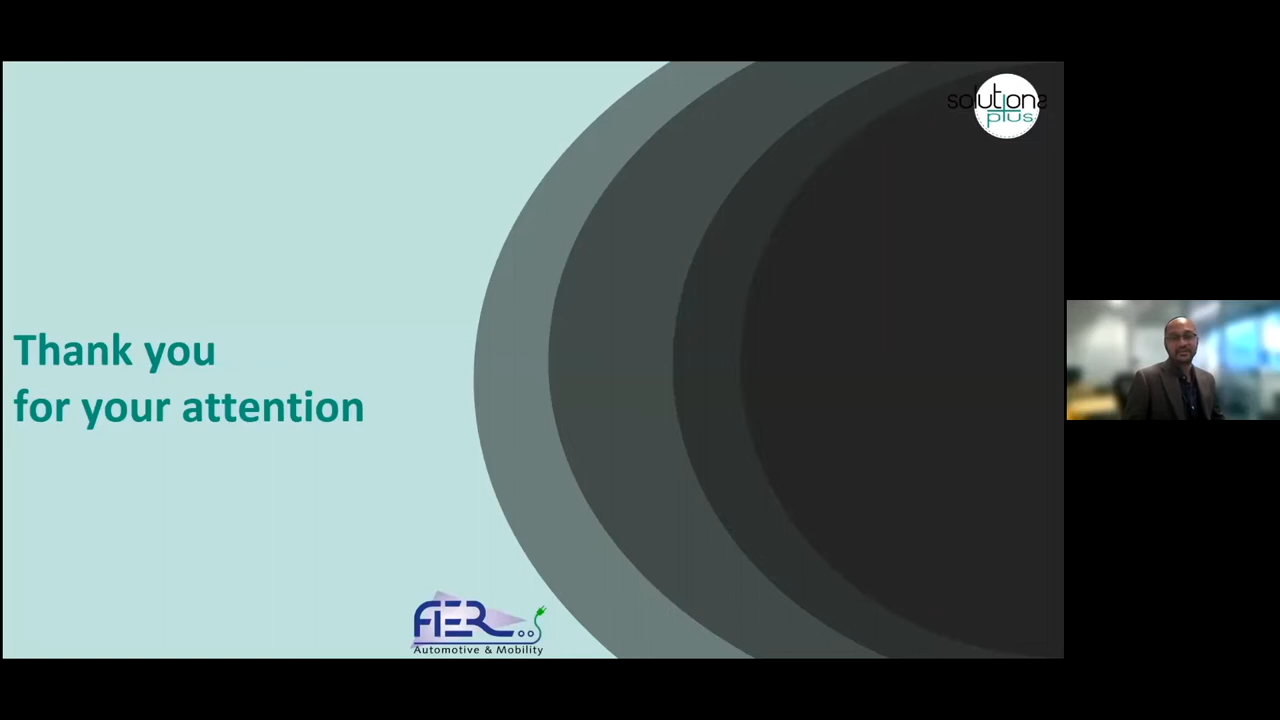 solutions
plus
Thank you
for your attention
FIER
Automotive & Mobility